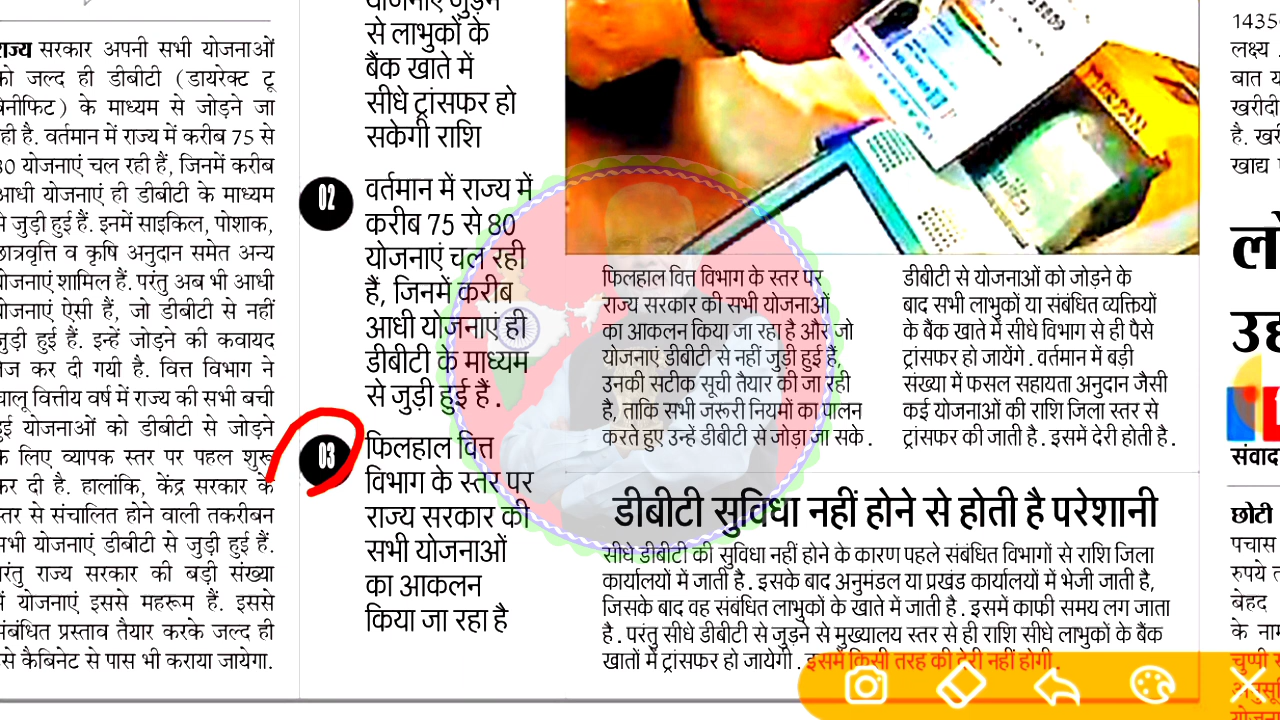 राज्य सरकार अपनी सभी योजनाओं
को जल्द ही डीबीटी (डायरेक्ट टू
बेनीफिट) के माध्यम से जोड़ने जा
रही है. वर्तमान में राज्य में करीब 75 से
80 योजनाएं चल रही हैं, जिनमें करीब
आधी योजनाएं ही डीबीटी के माध्यम
से जुड़ी हुई हैं. इनमें साइकिल, पोशाक,
छात्रवृत्ति व कृषि अनुदान समेत अन्य
योजनाएं शामिल हैं. परंतु अब भी आधी
योजनाएं ऐसी हैं, जो डीबीटी से नहीं
जुड़ी हुई हैं. इन्हें जोड़ने की कवायद
तेज कर दी गयी है. वित्त विभाग ने
चालू वित्तीय वर्ष में राज्य की सभी बची
हुई योजनाओं को डीबीटी से जोड़ने
के लिए व्यापक स्तर पर पहल शुरू
कर दी है. हालांकि, केंद्र सरकार के
स्तर से संचालित होने वाली तकरीबन
सभी योजनाएं डीबीटी से जुड़ी हुई हैं.
परंतु राज्य सरकार की बड़ी संख्या
में योजनाएं इससे महरूम हैं. इससे
संबंधित प्रस्ताव तैयार करके जल्द ही
इसे कैबिनेट से पास भी कराया जायेगा.
योजनाएं जुड़ने
से लाभुकों के
बैंक खाते में
सीधे ट्रांसफर हो
सकेगी राशि
02
वर्तमान में राज्य में
करीब 75 से 80
योजनाएं चल रही
हैं, जिनमें करीब
आधी योजनाएं ही
डीबीटी के माध्यम
से जुड़ी हुई हैं.
03
फिलहाल वित्त
विभाग के स्तर पर
राज्य सरकार की
सभी योजनाओं
का आकलन
किया जा रहा है
फिलहाल वित्त विभाग के स्तर पर
राज्य सरकार की सभी योजनाओं
का आकलन किया जा रहा है और जो
योजनाएं डीबीटी से नहीं जुड़ी हुई हैं,
उनकी सटीक सूची तैयार की जा रही
है, ताकि सभी जरूरी नियमों का पालन
करते हुए उन्हें डीबीटी से जोड़ा जा सके.
डीबीटी से योजनाओं को जोड़ने के
बाद सभी लाभुकों या संबंधित व्यक्तियों
के बैंक खाते में सीधे विभाग से ही पैसे
ट्रांसफर हो जायेंगे. वर्तमान में बड़ी
संख्या में फसल सहायता अनुदान जैसी
कई योजनाओं की राशि जिला स्तर से
ट्रांसफर की जाती है. इसमें देरी होती है.
डीबीटी सुविधा नहीं होने से होती है परेशानी
सीधे डीबीटी की सुविधा नहीं होने के कारण पहले संबंधित विभागों से राशि जिला
कार्यालयों में जाती है. इसके बाद अनुमंडल या प्रखंड कार्यालयों में भेजी जाती है,
जिसके बाद वह संबंधित लाभुकों के खाते में जाती है. इसमें काफी समय लग जाता
है. परंतु सीधे डीबीटी से जुड़ने से मुख्यालय स्तर से ही राशि सीधे लाभुकों के बैंक
खातों में ट्रांसफर हो जायेगी. इसमें किसी तरह की देरी नहीं होगी.
1435
लक्ष्य
बात
खरीदी
है.
खाद्य
संवाद
छोटी
पचास
रुपये
बेहद
के
चुप्पी